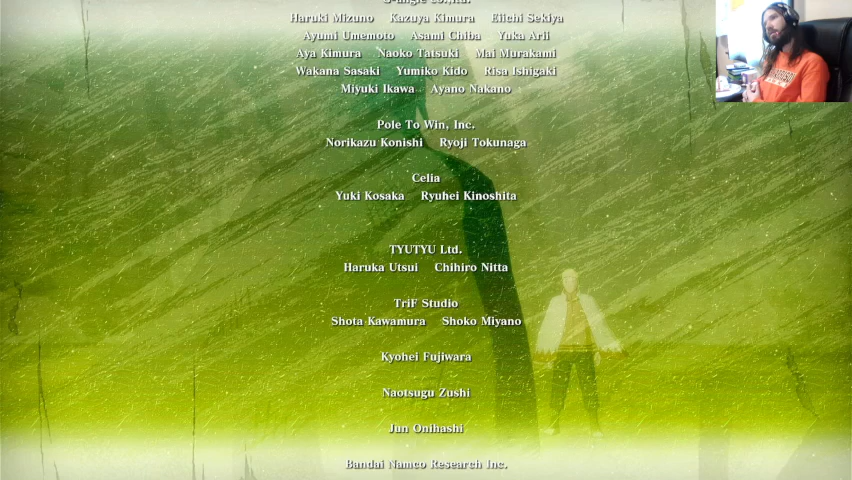 Haruki Mizuno Kazuya Kimura Eiichi Sekiya
Ayumi Umemoto Asami Chiba Yuka Arli
Aya Kimura Naoko Tatsuki Mai Murakami
Wakana Sasaki Yumiko Kido Risa Ishigaki
Miyuki Ikawa Ayano Nakano
Pole To Win, Inc.
Norikazu Konishi Ryoji Tokunaga
Celia
Yuki Kosaka Ryuhei Kinoshita
TYUTYU Ltd.
Haruka Utsui Chihiro Nitta
TriF Studio
Shota Kawamura Shoko Miyano
Kyohei Fujiwara
Naotsugu Zushi
Jun Onihashi
Bandai Namco Research Inc.